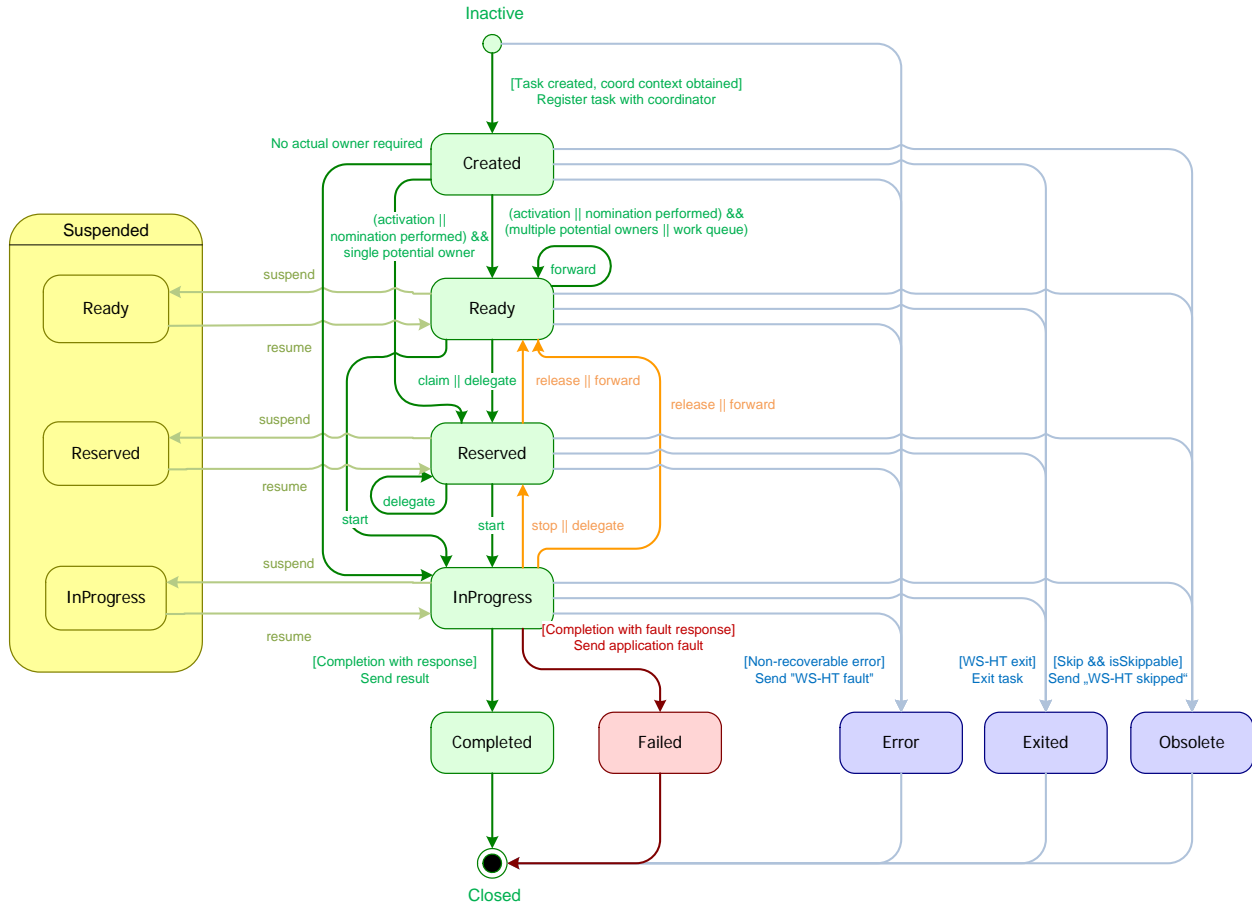 Inactive
[Task created, coord context obtained]
Register task with coordinator
No actual owner required
Created
(activation ||
nomination performed) &&
single potential owner
(activation || nomination performed) &&
(multiple potential owners || work queue)
Suspended
forward
suspend
Ready
Ready
resume
claim || delegate
release || forward
release || forward
suspend
Reserved
Reserved
resume
delegate
start
start
stop || delegate
suspend
InProgress
InProgress
resume
[Completion with fault response]
Send application fault
[Completion with response]
Send result
[Non-recoverable error]
Send "WS-HT fault"
[WS-HT exit]
Exit task
[Skip && isSkippable]
Send „WS-HT skipped“
Completed
Failed
Error
Exited
Obsolete
Closed